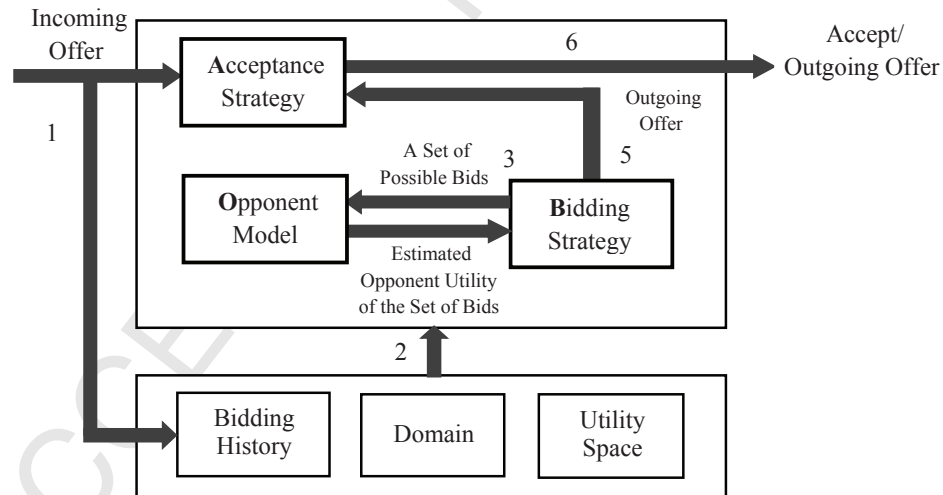 Incoming
Offer
6
Accept/
Outgoing Offer
Acceptance
Strategy
1
Outgoing
Offer
A Set of
Possible Bids
3
5
Opponent
Model
Bidding
Strategy
Estimated
Opponent Utility
of the Set of Bids
2
Bidding
History
Domain
Utility
Space
CCE